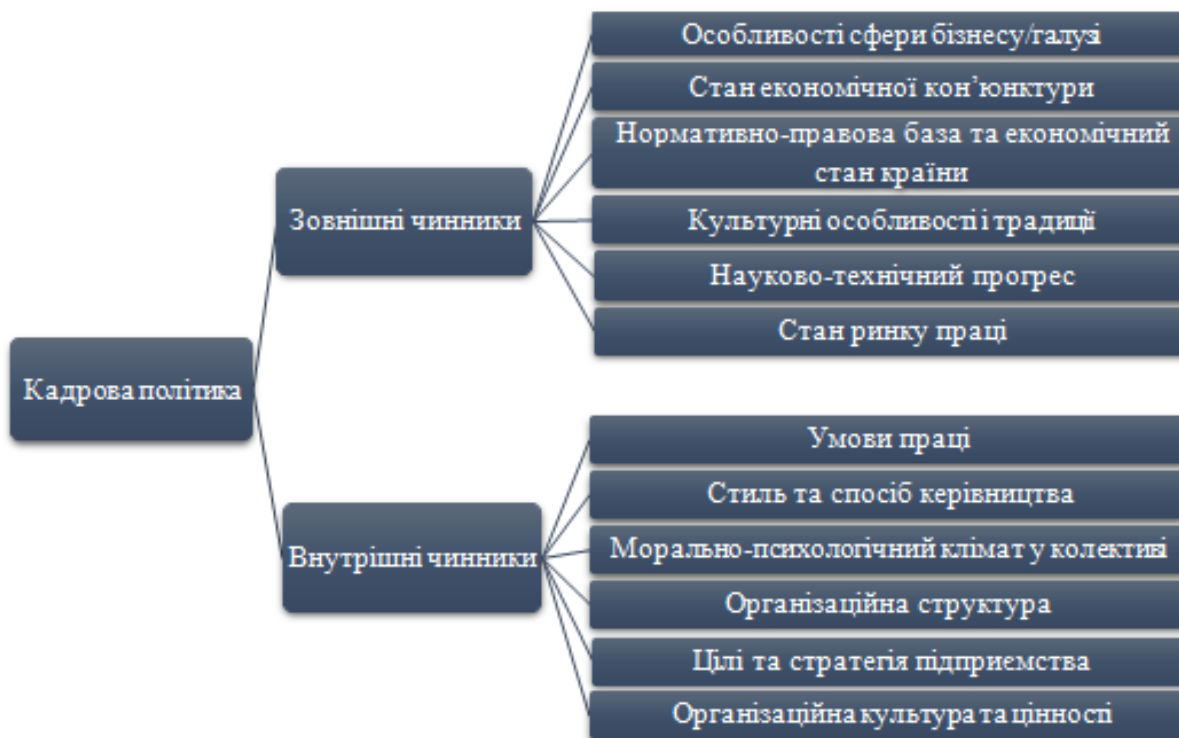 Кадрова політика
Зовнішні чинники
Особливості сфери бізнесу/галузі
Стан економічної кон’юнктури
Нормативно-правова база та економічний
стан країни
Культурні особливості і традиції
Науково-технічний прогрес
Стан ринку праці
Внутрішні чинники
Умови праці
Стиль та спосіб керівництва
Морально-психологічний клімат у колективі
Організаційна структура
Цілі та стратегія підприємства
Організаційна культура та цінності